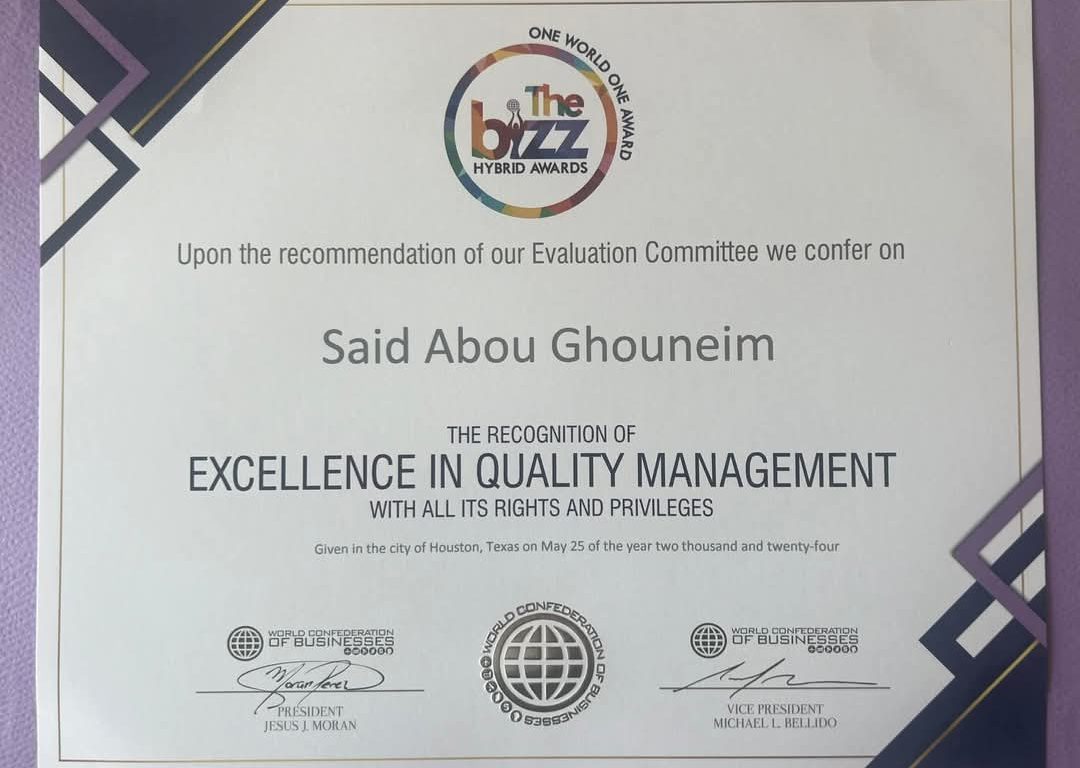 ONE WORLD ONE AWARD
The
bizz
HYBRID AWARDS
Upon the recommendation of our Evaluation Committee we confer on
Said Abou Ghouneim
THE RECOGNITION OF
EXCELLENCE IN QUALITY MANAGEMENT
WITH ALL ITS RIGHTS AND PRIVILEGES
Given in the city of Houston, Texas on May 25 of the year two thousand and twenty-four
WORLD CONFEDERATION
OF BUSINESSES
PRESIDENT
JESUS J. MORAN
WORLD CONFEDERATION OF BUSINESSES
WORLD CONFEDERATION
OF BUSINESSES
VICE PRESIDENT
MICHAEL L. BELLIDO